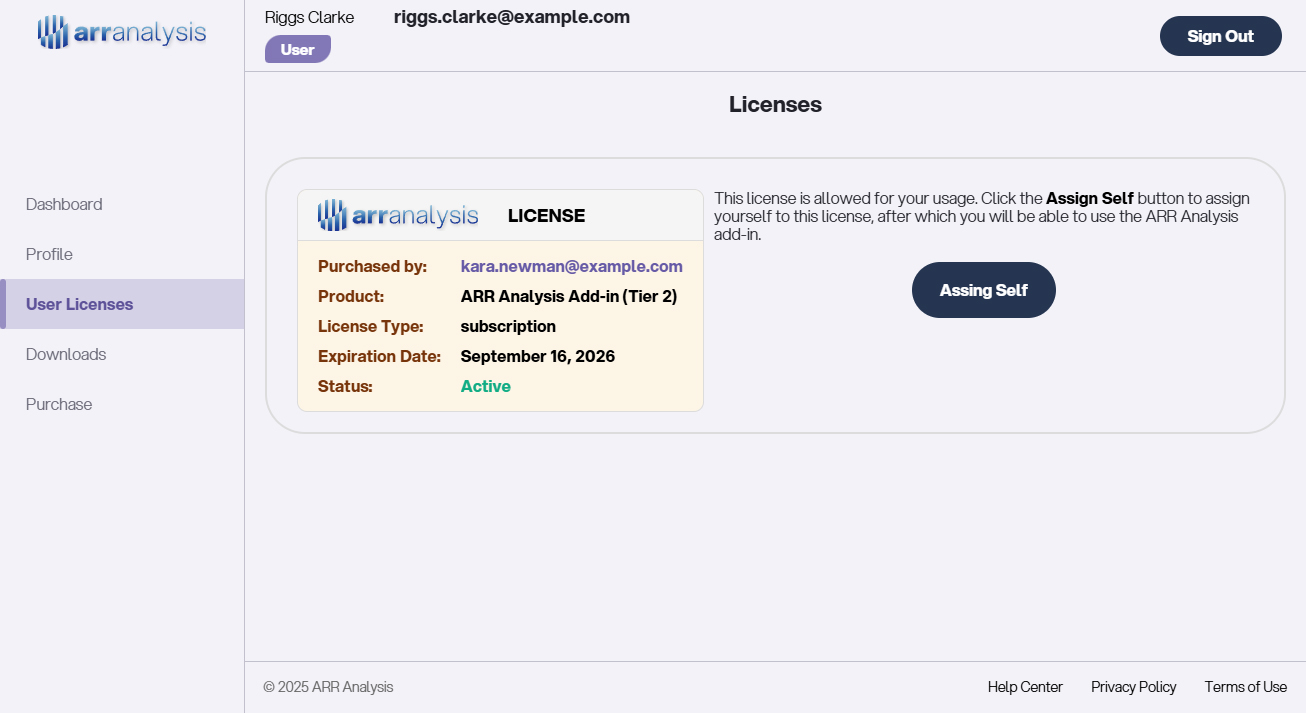 arranalysis
Riggs Clarke riggs.clarke@example.com
User
Sign Out
Licenses
Dashboard
Profile
User Licenses
Downloads
Purchase
arranalysis LICENSE
Purchased by: kara.newman@example.com
Product: ARR Analysis Add-in (Tier 2)
License Type: subscription
Expiration Date: September 16, 2026
Status: Active
This license is allowed for your usage. Click the Assign Self button to assign
yourself to this license, after which you will be able to use the ARR Analysis
add-in.
Assing Self
© 2025 ARR Analysis
Help Center Privacy Policy Terms of Use